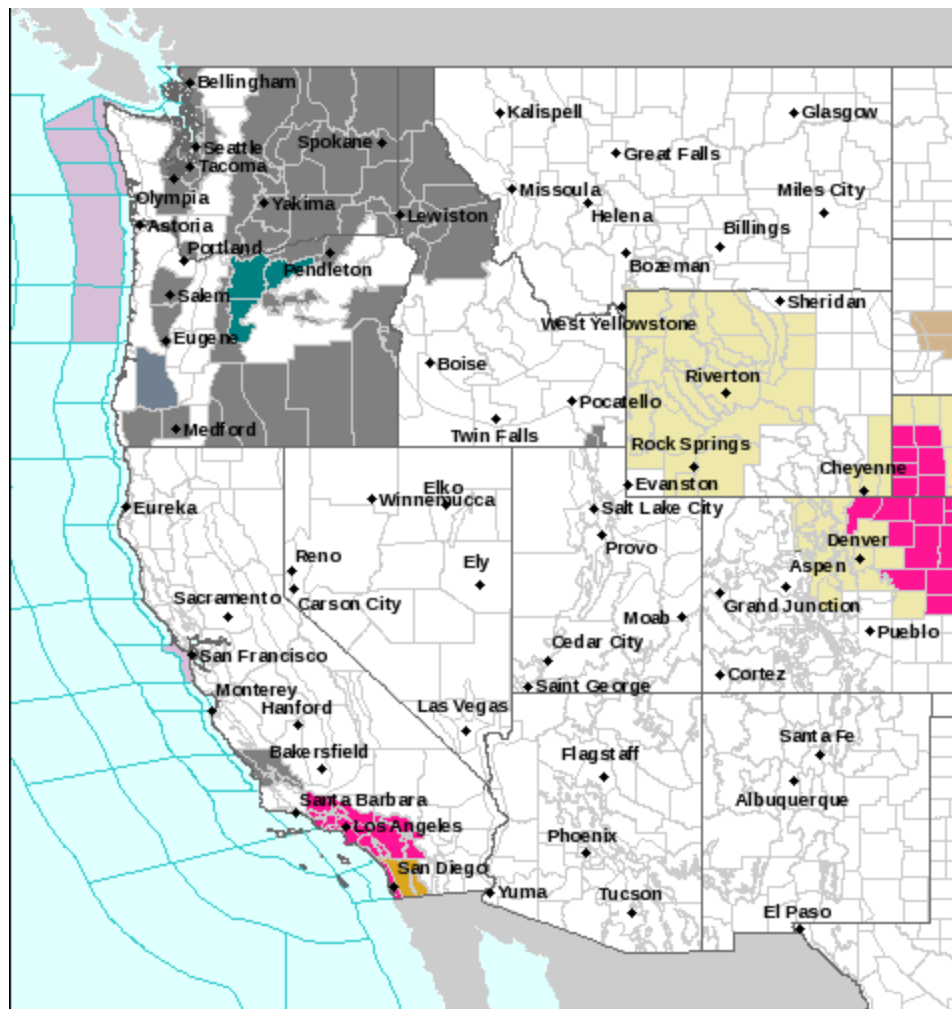 Bellingham
Kalispell
Glasgow
Seattle
Spokane
Great Falls
Tacoma
Missoula
Miles City
Olympia
Yakima
Lewiston
Helena
Astoria
Billings
Portland
Pendleton
Bozeman
Salem
Sheridan
West Yellowstone
Eugene
Boise
Riverton
Pocatello
Medford
Twin Falls
Rock Springs
Cheyenne
Elko
Evanston
Winnemucca
Eureka
Salt Lake City
Denver
Provo
Reno
Ely
Aspen
Sacramento
Carson City
Grand Junction
Moab
Pueblo
Cedar City
San Francisco
Cortez
Saint George
Monterey
Hanford
Las Vegas
Santa Fe
Bakersfield
Flagstaff
Albuquerque
Santa Barbara
Los Angeles
Phoenix
San Diego
Yuma
Tucson
El Paso